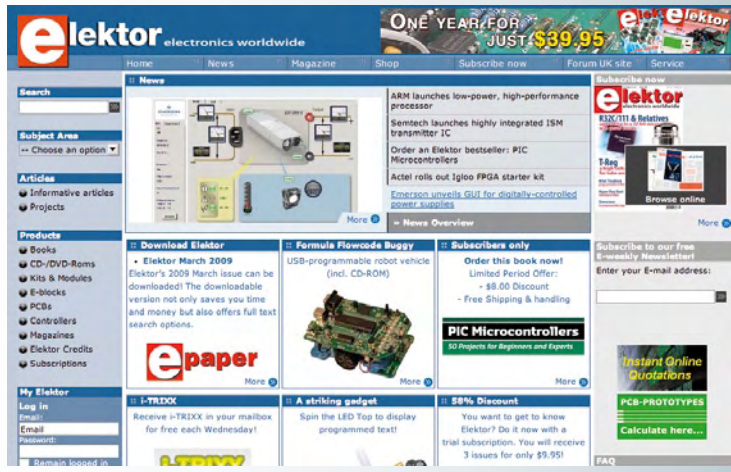 elektor
electronics worldwide
ONE YEAR FOR
JUST $39.95
elektor
Home News Magazine Shop Subscribe now Forum UK site Service
Search
Subject Area
-- Choose an option
Articles
Informative articles
Projects
Products
Books
CD-/DVD-Roms
Kits & Modules
E-blocks
PCBs
Controllers
Magazines
Elektor Credits
Subscriptions
My Elektor
Log in
Email:
Email
Password:
Remain logged in
News
ARM launches low-power, high-performance
processor
Semtech launches highly integrated ISM
transmitter IC
Order an Elektor bestseller: PIC
Microcontrollers
Actel rolls out Igloo FPGA starter kit
Emerson unveils GUI for digitally-controlled
power supplies
More
» News Overview
Download Elektor
• Elektor March 2009
Elektor's 2009 March issue can be
downloaded! The downloadable
version not only saves you time
and money but also offers full text
search options.
e paper
More
Formula Flowcode Buggy
USB-programmable robot vehicle
(incl. CD-ROM)
More
Subscribers only
Order this book now!
Limited Period Offer:
- $8.00 Discount
- Free Shipping & handling
PIC Microcontrollers
50 Projects for Beginners and Experts
More
i-TRIXX
Receive i-TRIXX in your mailbox
for free each Wednesday!
i-TRIXX
A striking gadget
Spin the LED Top to display
programmed text!
58% Discount
You want to get to know
Elektor? Do it now with a
trial subscription. You will receive
3 issues for only $9.95!
Subscribe now
elektor
electronics worldwide
R32C/111 & Relatives
T-Reg
Browse online
More
Subscribe to our free
E-weekly Newsletter!
Enter your E-mail address:
Instant Online
Quotations
PCB-PROTOTYPES
Calculate here...
FAQ